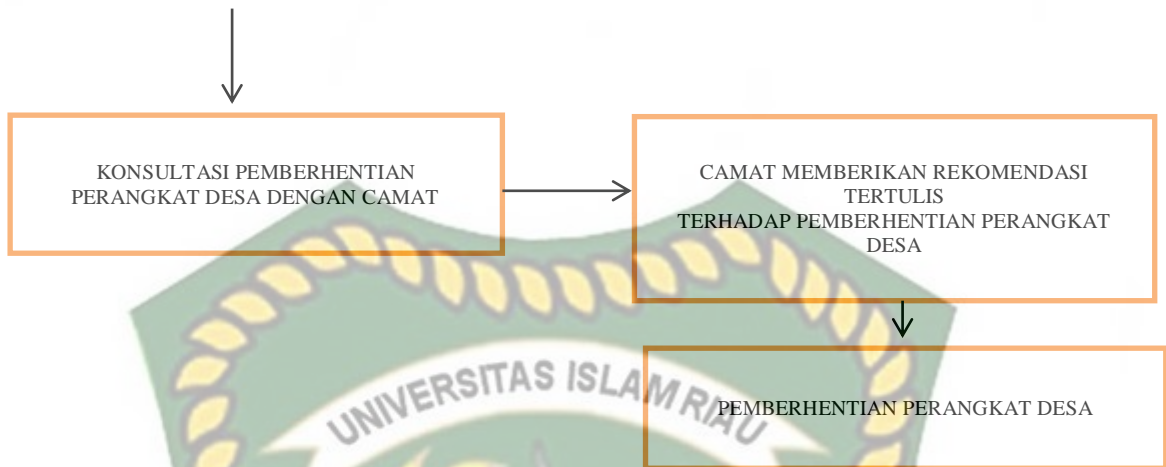 KONSULTASI PEMBERHENTIAN
PERANGKAT DESA DENGAN CAMAT
CAMAT MEMBERIKAN REKOMENDASI
TERTULIS
TERHADAP PEMBERHENTIAN PERANGKAT
DESA
UNIVERSITAS ISLAM RIAU
PEMBERHENTIAN PERANGKAT DESA